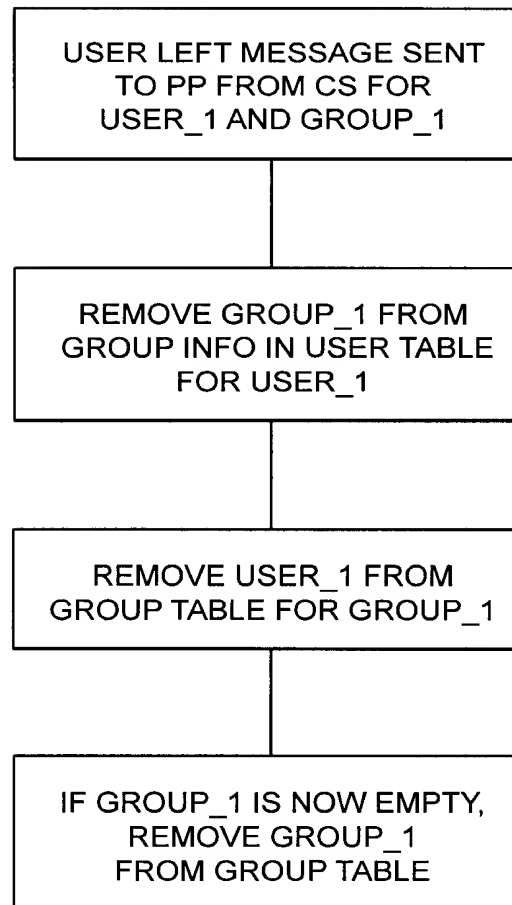 USER LEFT MESSAGE SENT
TO PP FROM CS FOR
USER_1 AND GROUP_1
REMOVE GROUP_1 FROM
GROUP INFO IN USER TABLE
FOR USER_1
REMOVE USER_1 FROM
GROUP TABLE FOR GROUP_1
IF GROUP_1 IS NOW EMPTY,
REMOVE GROUP_1
FROM GROUP TABLE